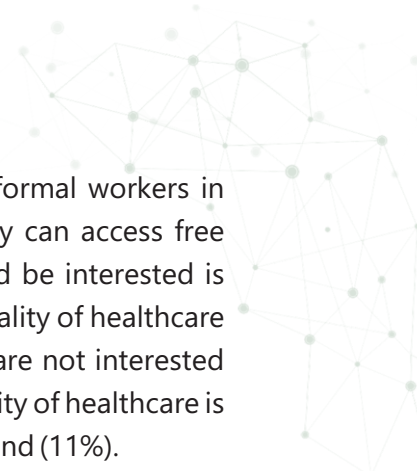 formal workers in
y can access free
d be interested is
ality of healthcare
are not interested
ity of healthcare is
nd (11%).